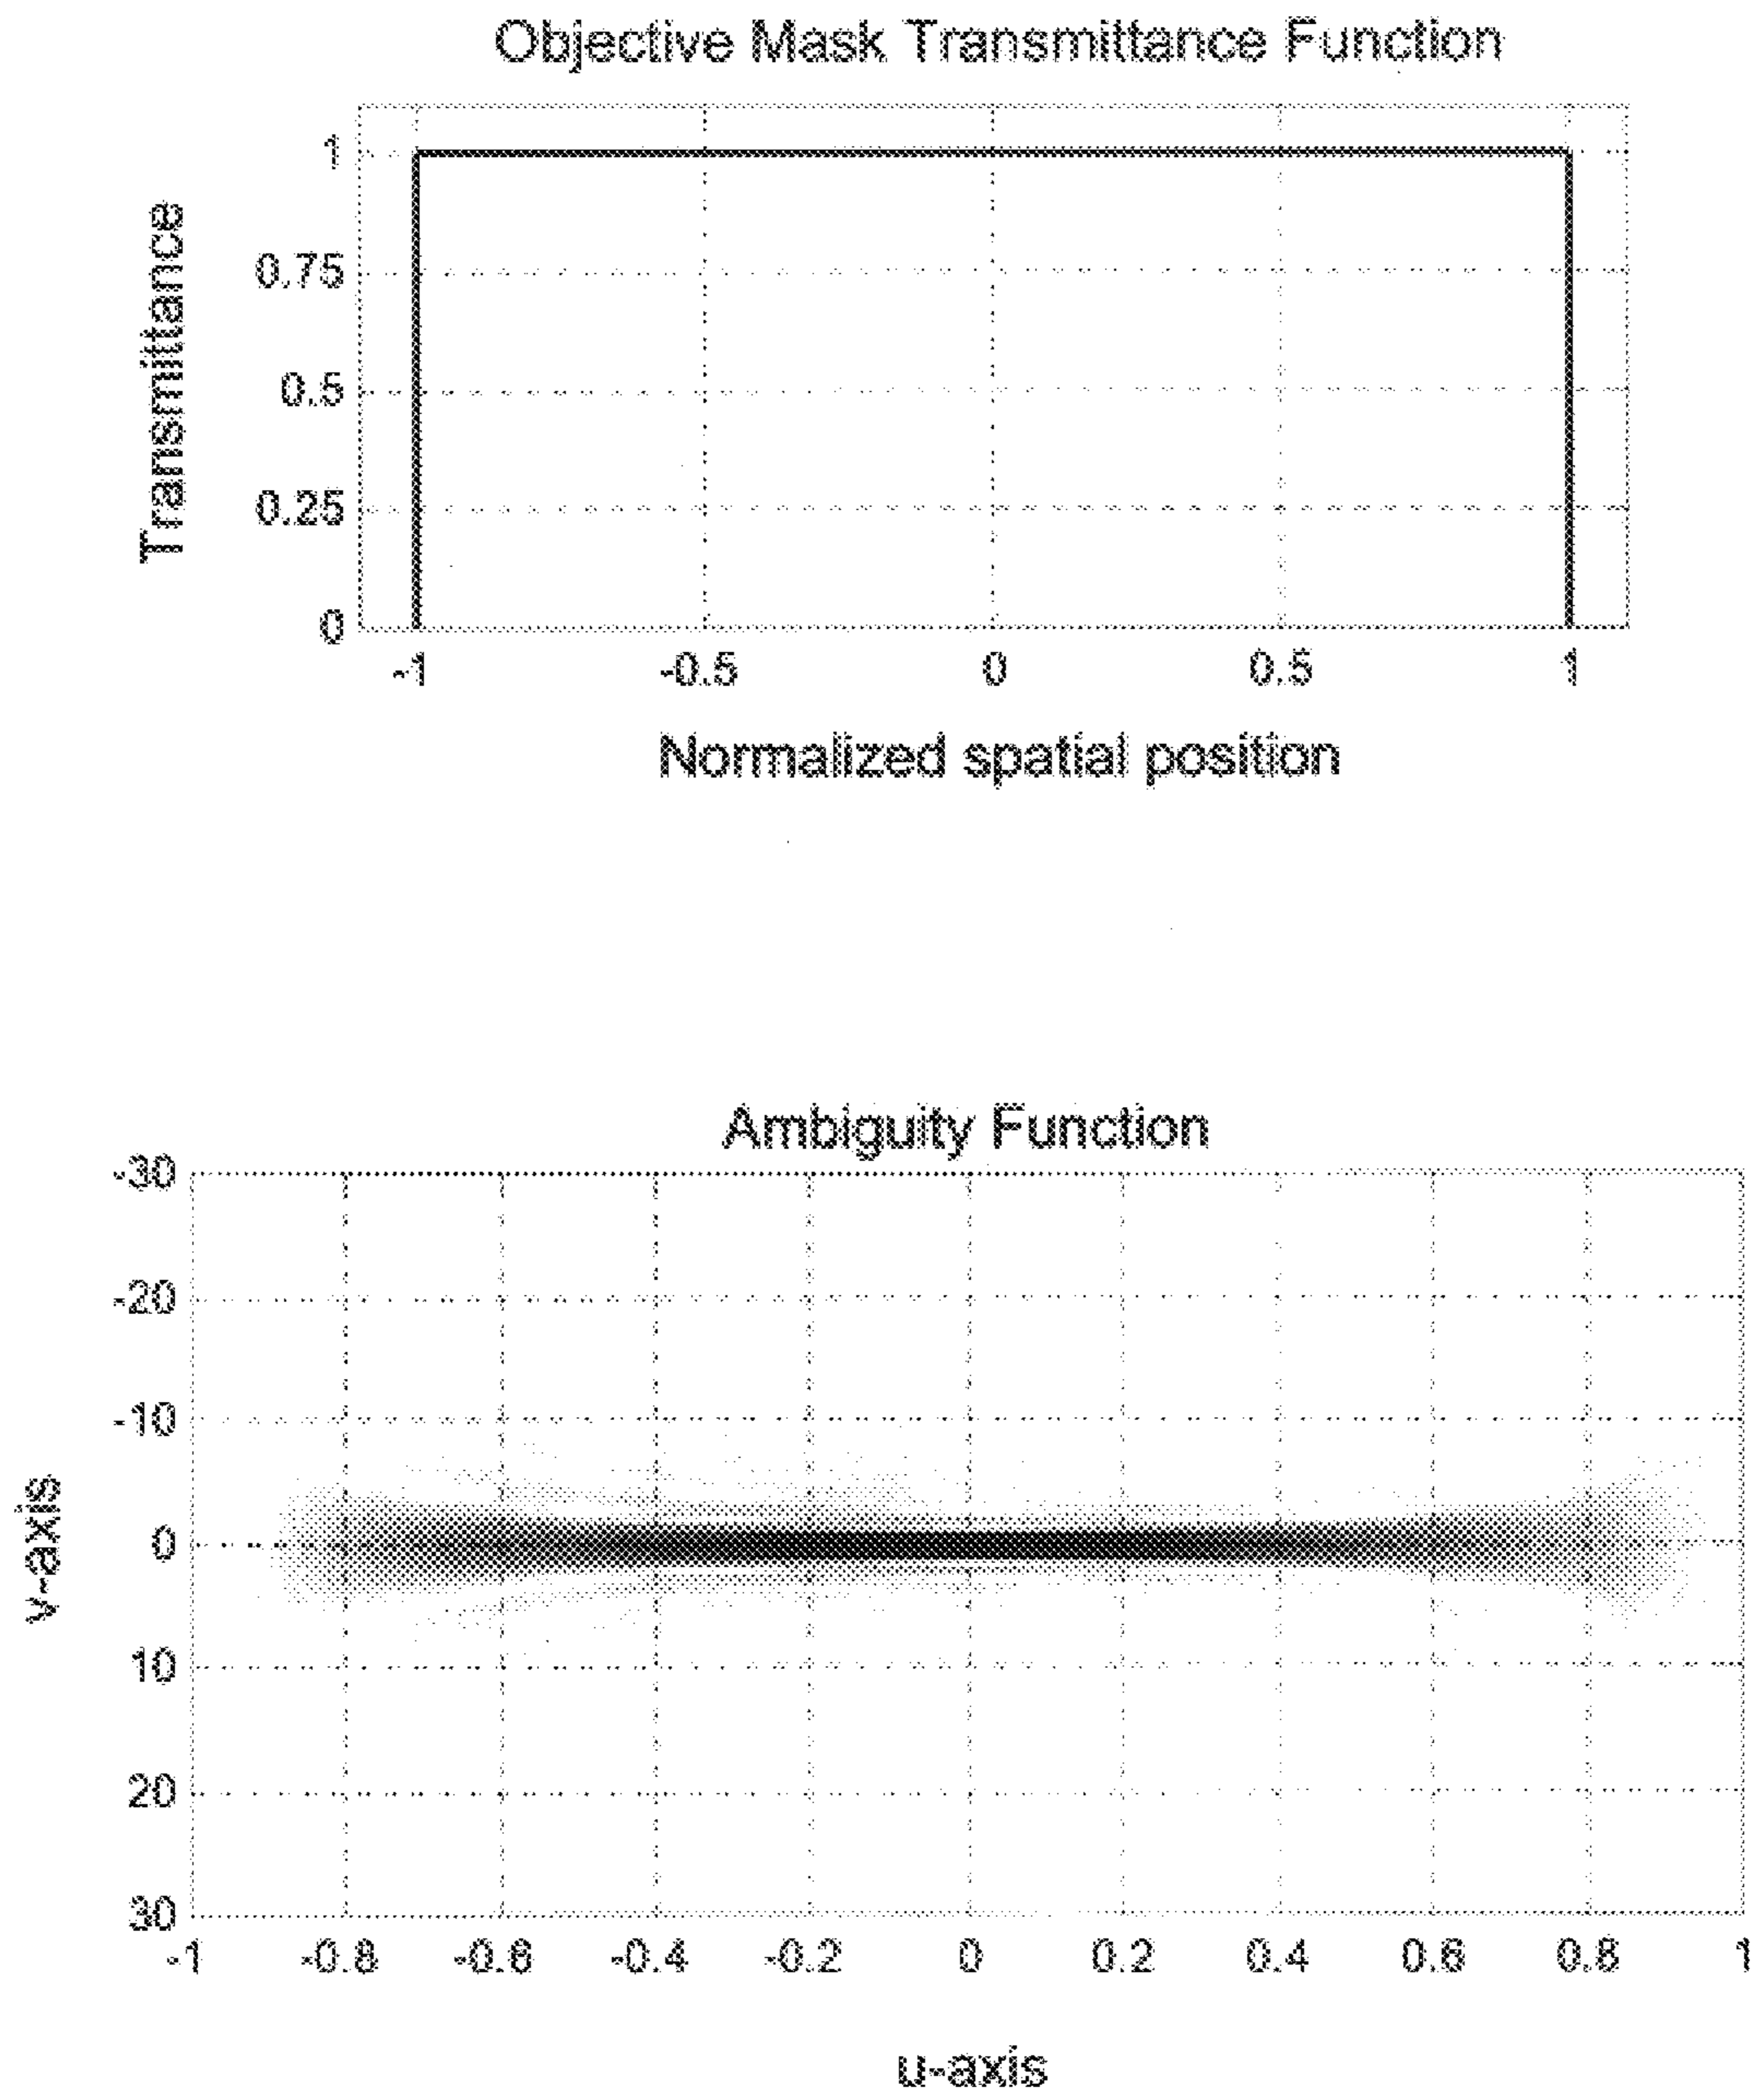 Objective Mask Transmittance Function
Transmittance
1
0.75
0.5
0.25
0
-1 -0.5 0 0.5 1
Normalized spatial position
Ambiguity Function
v-axis
-30
-20
-10
0
10
20
30
-1 -0.8 -0.6 -0.4 -0.2 0 0.2 0.4 0.6 0.8 1
u-axis